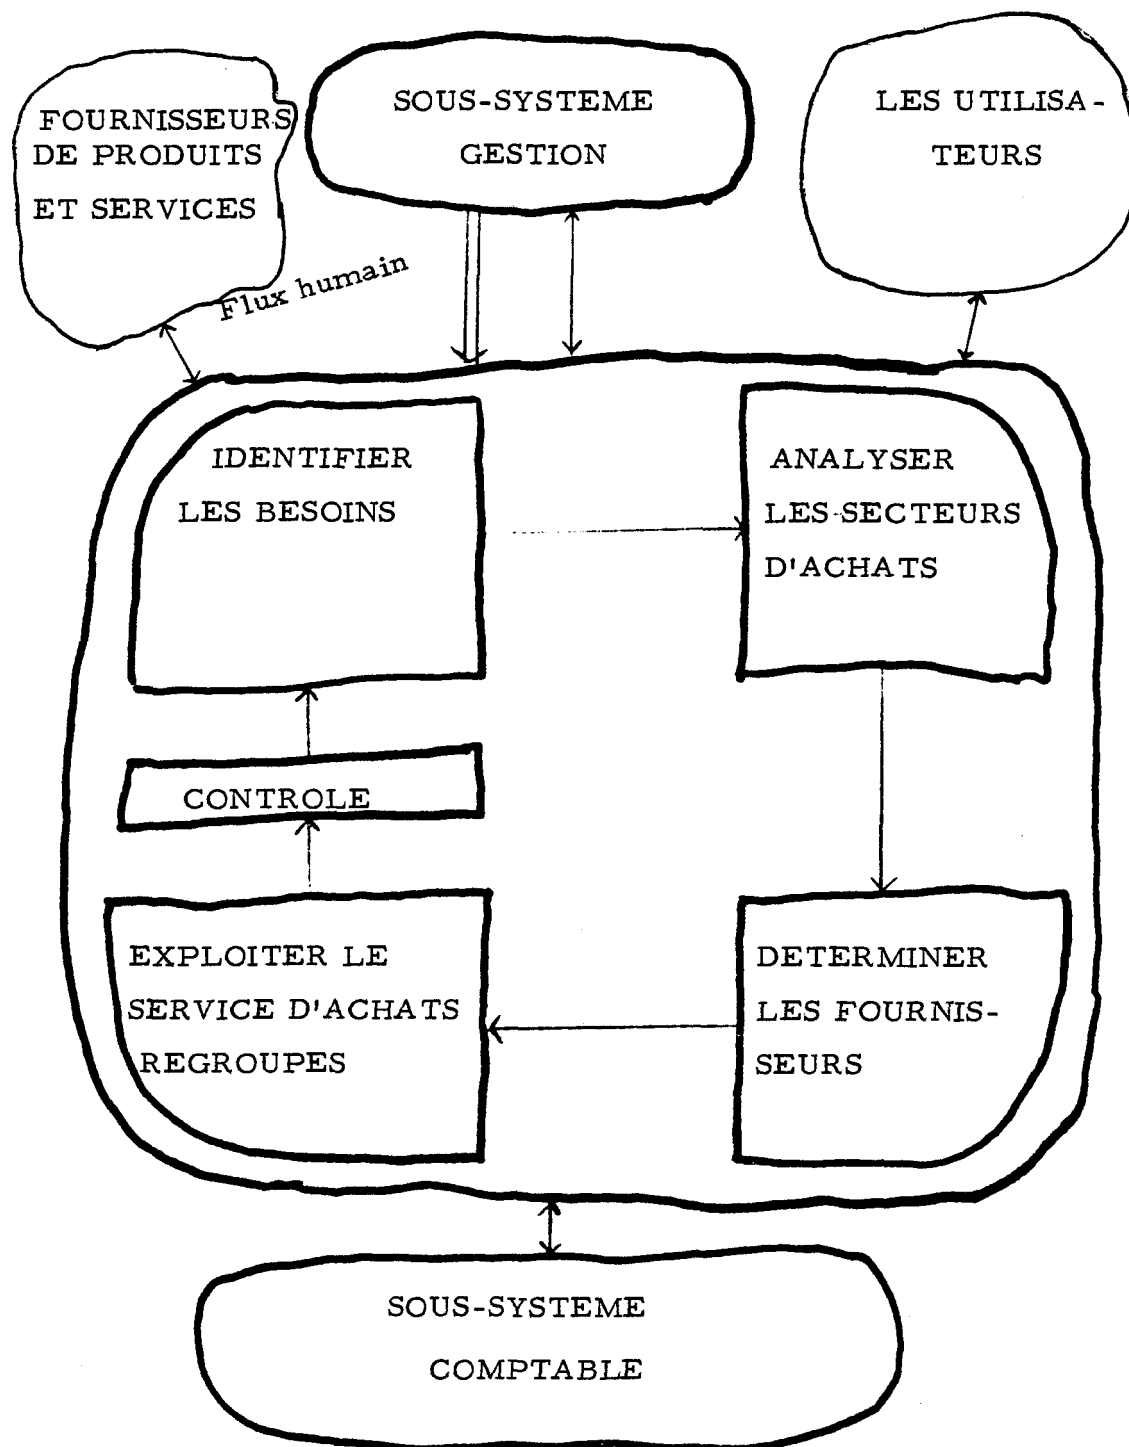 FOURNISSEURS
DE PRODUITS
ET SERVICES
SOUS-SYSTEME
GESTION
LES UTILISA-
TEURS
Flux humain
IDENTIFIER
LES BESOINS
ANALYSER
LES SECTEURS
D'ACHATS
CONTROLE
EXPLOITER LE
SERVICE D'ACHATS
REGROUPES
DETERMINER
LES FOURNIS-
SEURS
SOUS-SYSTEME
COMPTABLE